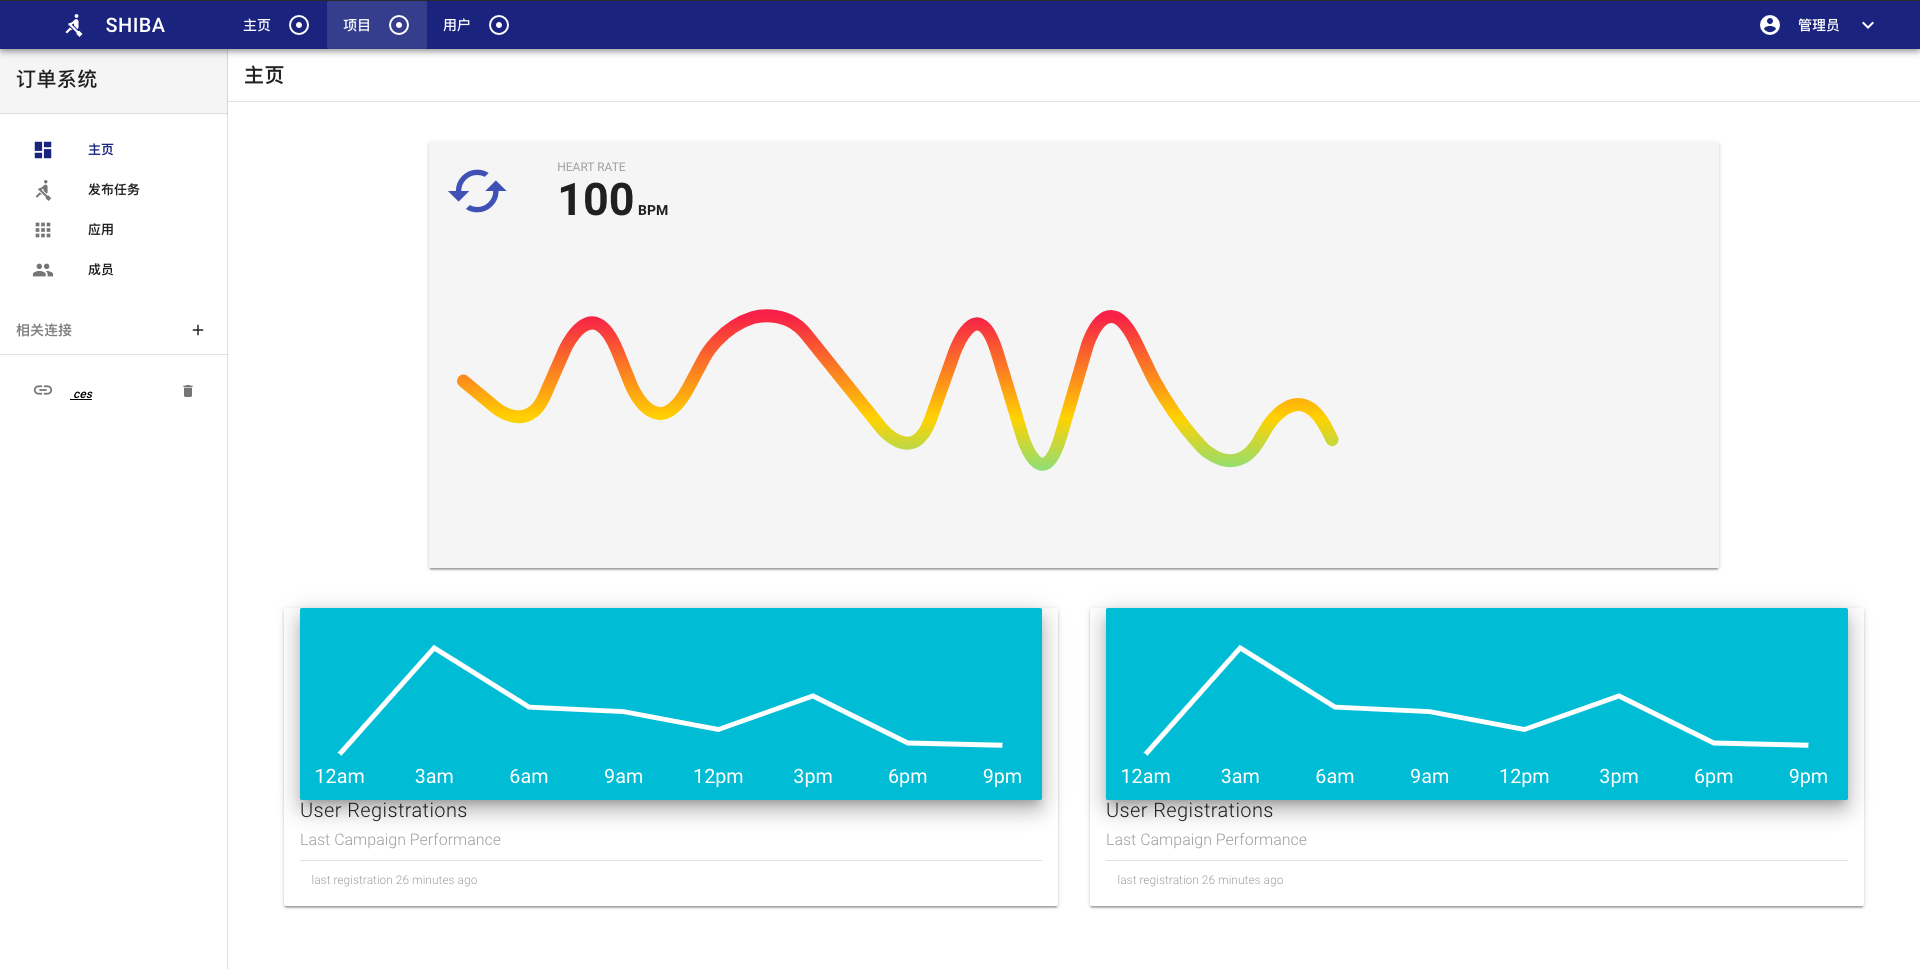 SHIBA 主页 项目 用户 管理员
订单系统
主页
主页
发布任务
应用
成员
相关连接
ces
HEART RATE
100 BPM
12am 3am 6am 9am 12pm 3pm 6pm 9pm
User Registrations
Last Campaign Performance
last registration 26 minutes ago
12am 3am 6am 9am 12pm 3pm 6pm 9pm
User Registrations
Last Campaign Performance
last registration 26 minutes ago